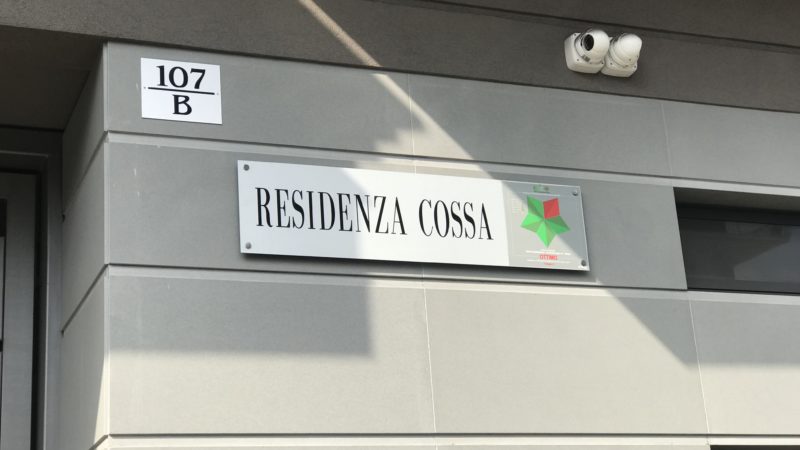 107
B
RESIDENZA COSSA
OTTIMO